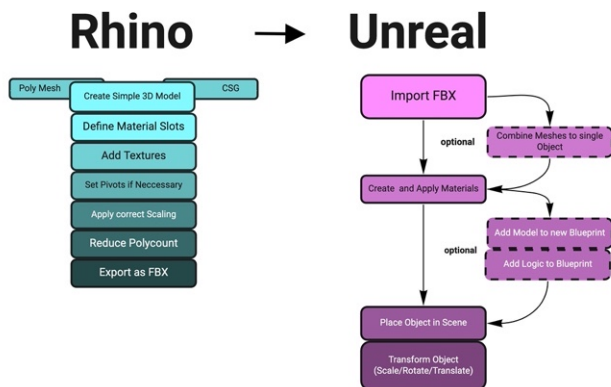 Rhino
Unreal
Poly Mesh
CSG
Create Simple 3D Model
Define Material Slots
Add Textures
Set Pivots if Neccessary
Apply correct Scaling
Reduce Polycount
Export as FBX
Import FBX
optional
Combine Meshes to single
Object
Create and Apply Materials
optional
Add Model to new Blueprint
Add Logic to Blueprint
Place Object in Scene
Transform Object
(Scale/Rotate/Translate)